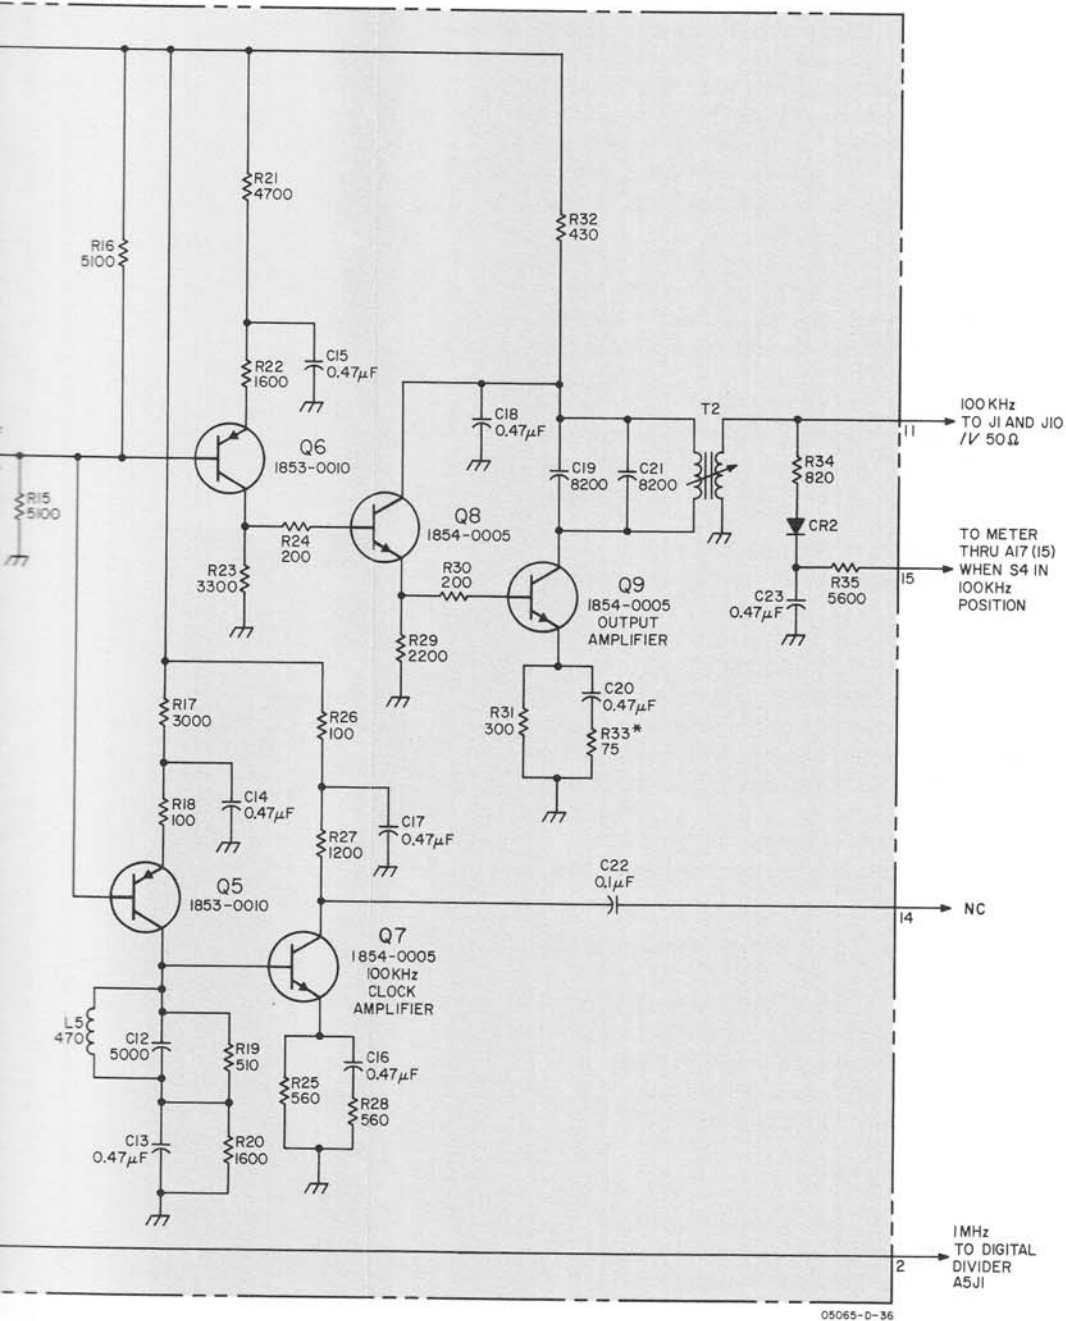 R21
4700
R16
5100
R32
430
R22
1600
C15
0.47µF
Q6
1853-0010
R15
5100
C18
0.47µF
T2
100KHz
TO J1 AND J10
1V 50Ω
11
C19
8200
C21
8200
R34
820
Q8
1854-0005
R24
200
CR2
TO METER
THRU A17 (15)
WHEN S4 IN
100KHz
POSITION
15
R23
3300
R30
200
Q9
1854-0005
OUTPUT
AMPLIFIER
R35
5600
C23
0.47µF
R29
2200
R17
3000
R26
100
R31
300
C20
0.47µF
R33*
75
R18
100
C14
0.47µF
R27
1200
C17
0.47µF
Q5
1853-0010
C22
0.1µF
NC
14
Q7
1854-0005
100KHz
CLOCK
AMPLIFIER
L5
470
C12
5000
R19
510
C16
0.47µF
R25
560
R28
560
C13
0.47µF
R20
1600
1MHz
TO DIGITAL
DIVIDER
A5J1
2
05065-D-36